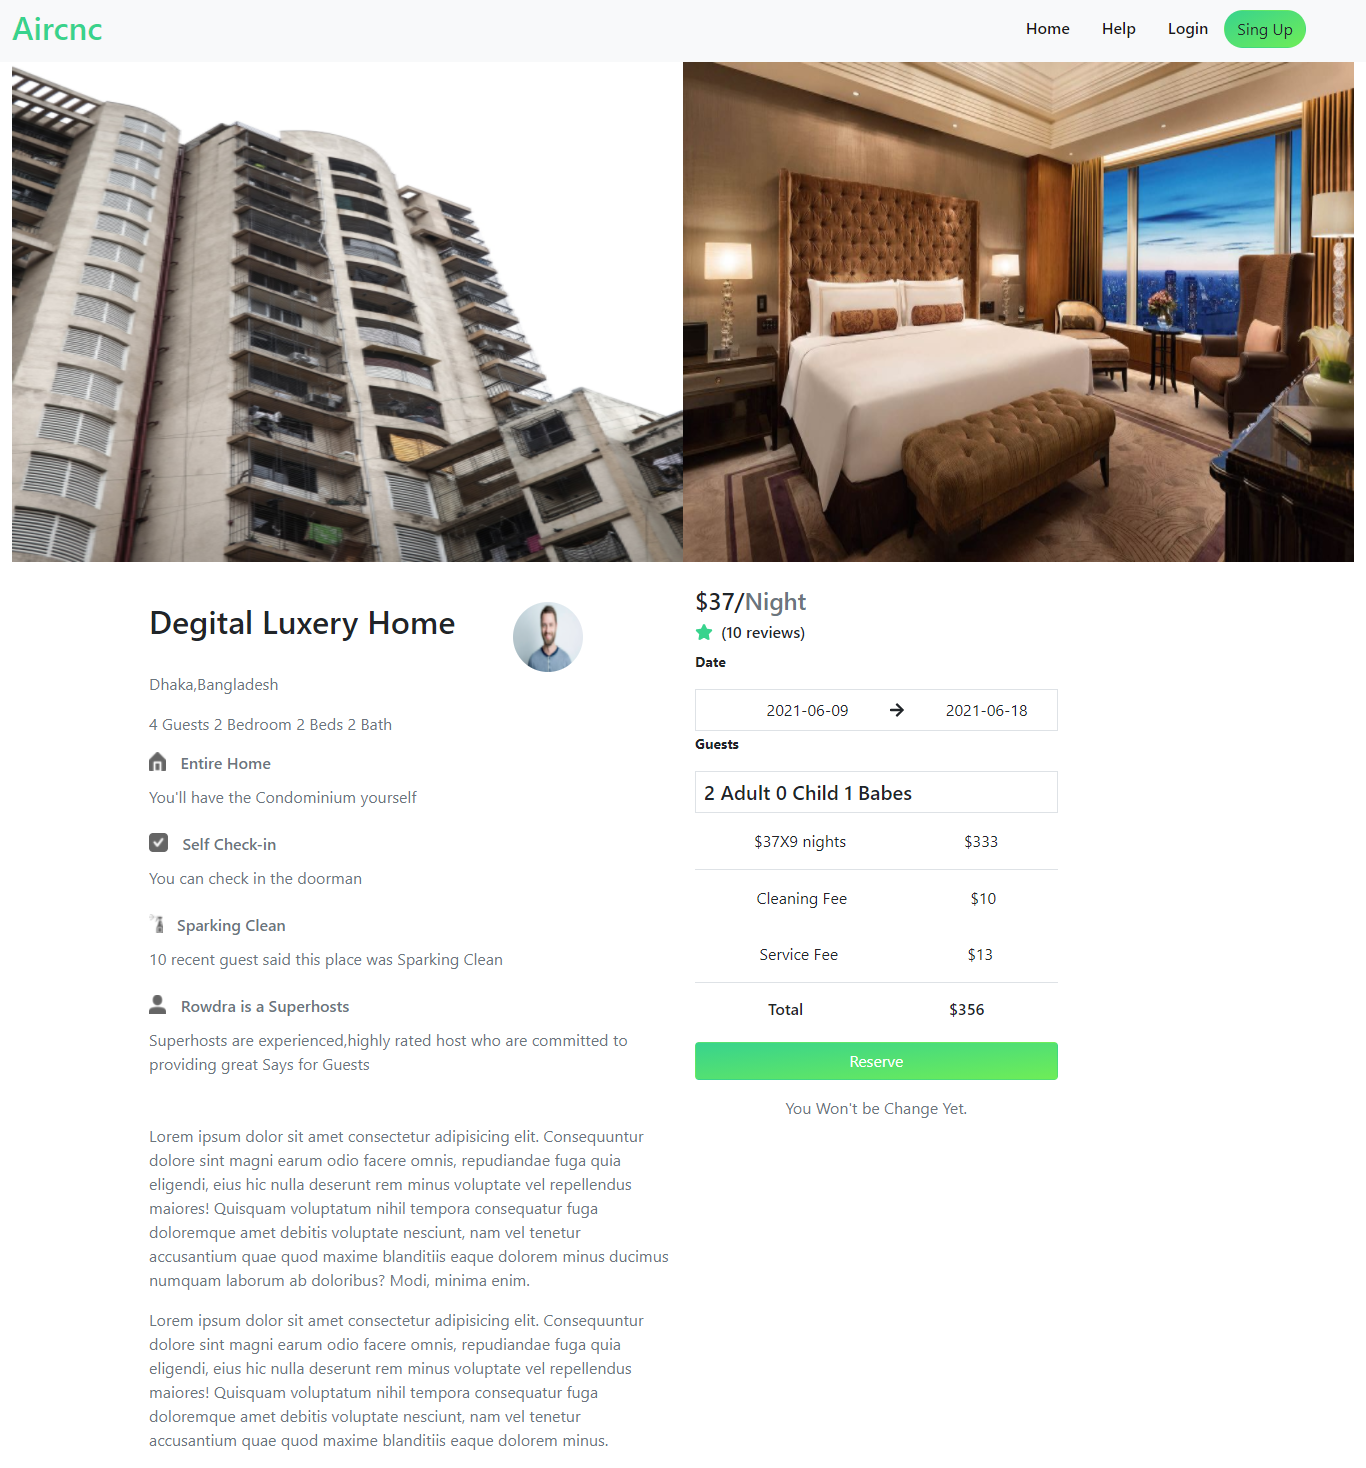 Aircnc
Home Help Login Sing Up
Degital Luxery Home
Dhaka,Bangladesh
4 Guests 2 Bedroom 2 Beds 2 Bath
Entire Home
You'll have the Condominium yourself
Self Check-in
You can check in the doorman
Sparking Clean
10 recent guest said this place was Sparking Clean
Rowdra is a Superhosts
Superhosts are experienced,highly rated host who are committed to
providing great Says for Guests
Lorem ipsum dolor sit amet consectetur adipisicing elit. Consequuntur
dolore sint magni earum odio facere omnis, repudiandae fuga quia
eligendi, eius hic nulla deserunt rem minus voluptate vel repellendus
maiores! Quisquam voluptatum nihil tempora consequatur fuga
doloremque amet debitis voluptate nesciunt, nam vel tenetur
accusantium quae quod maxime blanditiis eaque dolorem minus ducimus
numquam laborum ab doloribus? Modi, minima enim.
Lorem ipsum dolor sit amet consectetur adipisicing elit. Consequuntur
dolore sint magni earum odio facere omnis, repudiandae fuga quia
eligendi, eius hic nulla deserunt rem minus voluptate vel repellendus
maiores! Quisquam voluptatum nihil tempora consequatur fuga
doloremque amet debitis voluptate nesciunt, nam vel tenetur
accusantium quae quod maxime blanditiis eaque dolorem minus.
$37/Night
(10 reviews)
Date
2021-06-09 2021-06-18
Guests
2 Adult 0 Child 1 Babes
$37X9 nights $333
Cleaning Fee $10
Service Fee $13
Total $356
Reserve
You Won't be Change Yet.